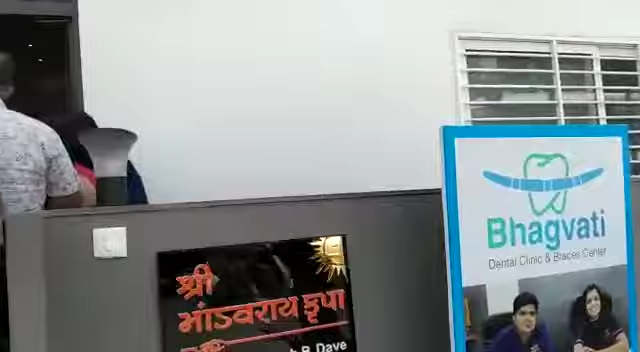 श्री
भांडवराय कृपा
B. Dave
Bhagvati
Dental Clinic & Braces Center